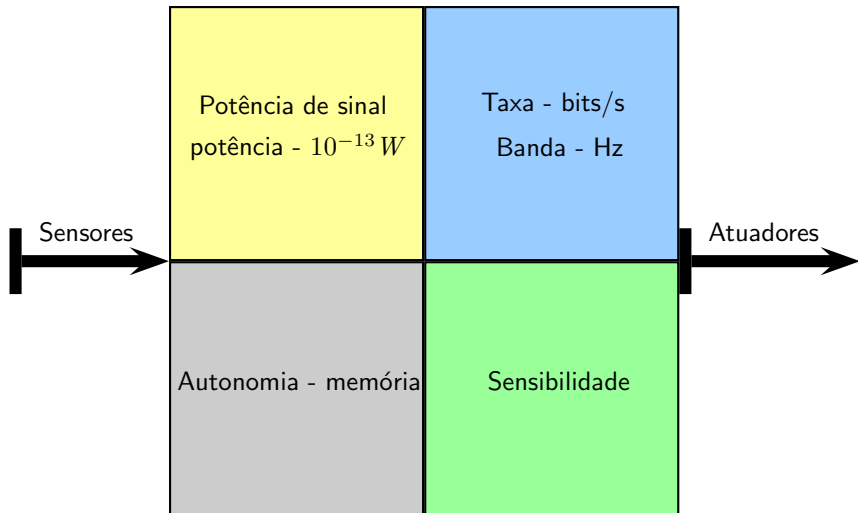 Potência de sinal
potência - 10⁻¹³ W
Taxa - bits/s
Banda - Hz
Sensores
Atuadores
Autonomia - memória
Sensibilidade